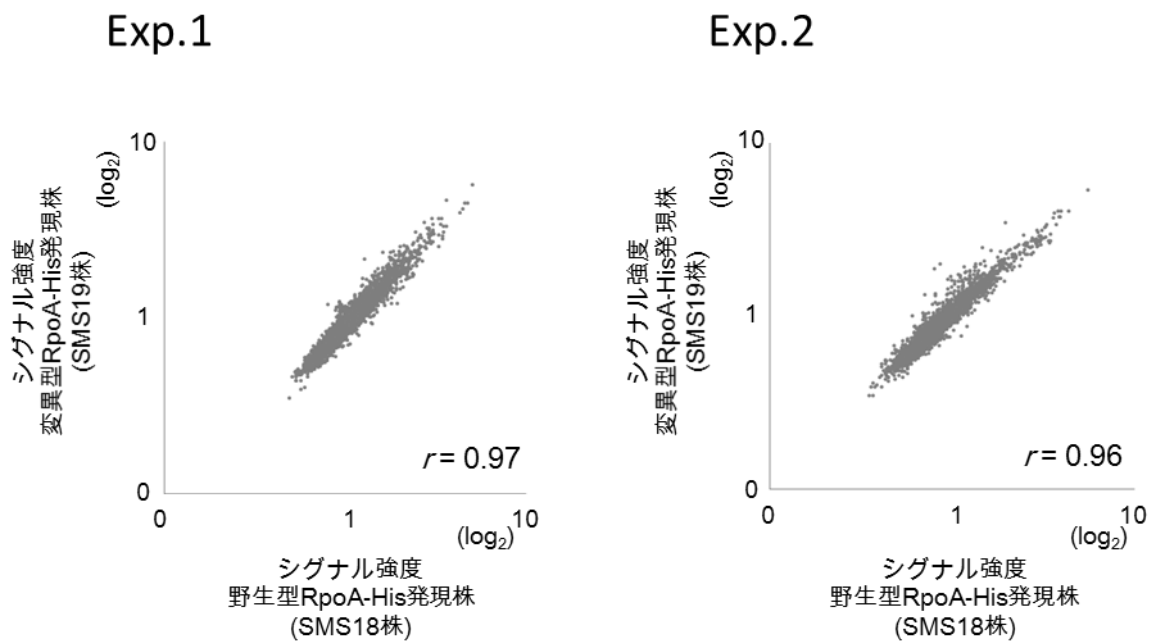 Exp.1
10
(log₂)
シグナル強度
変異型RpoA-His発現株
(SMS19株)
1
0
r = 0.97
0
1
10
(log₂)
シグナル強度
野生型RpoA-His発現株
(SMS18株)
Exp.2
10
(log₂)
シグナル強度
変異型RpoA-His発現株
(SMS19株)
1
0
r = 0.96
0
1
10
(log₂)
シグナル強度
野生型RpoA-His発現株
(SMS18株)